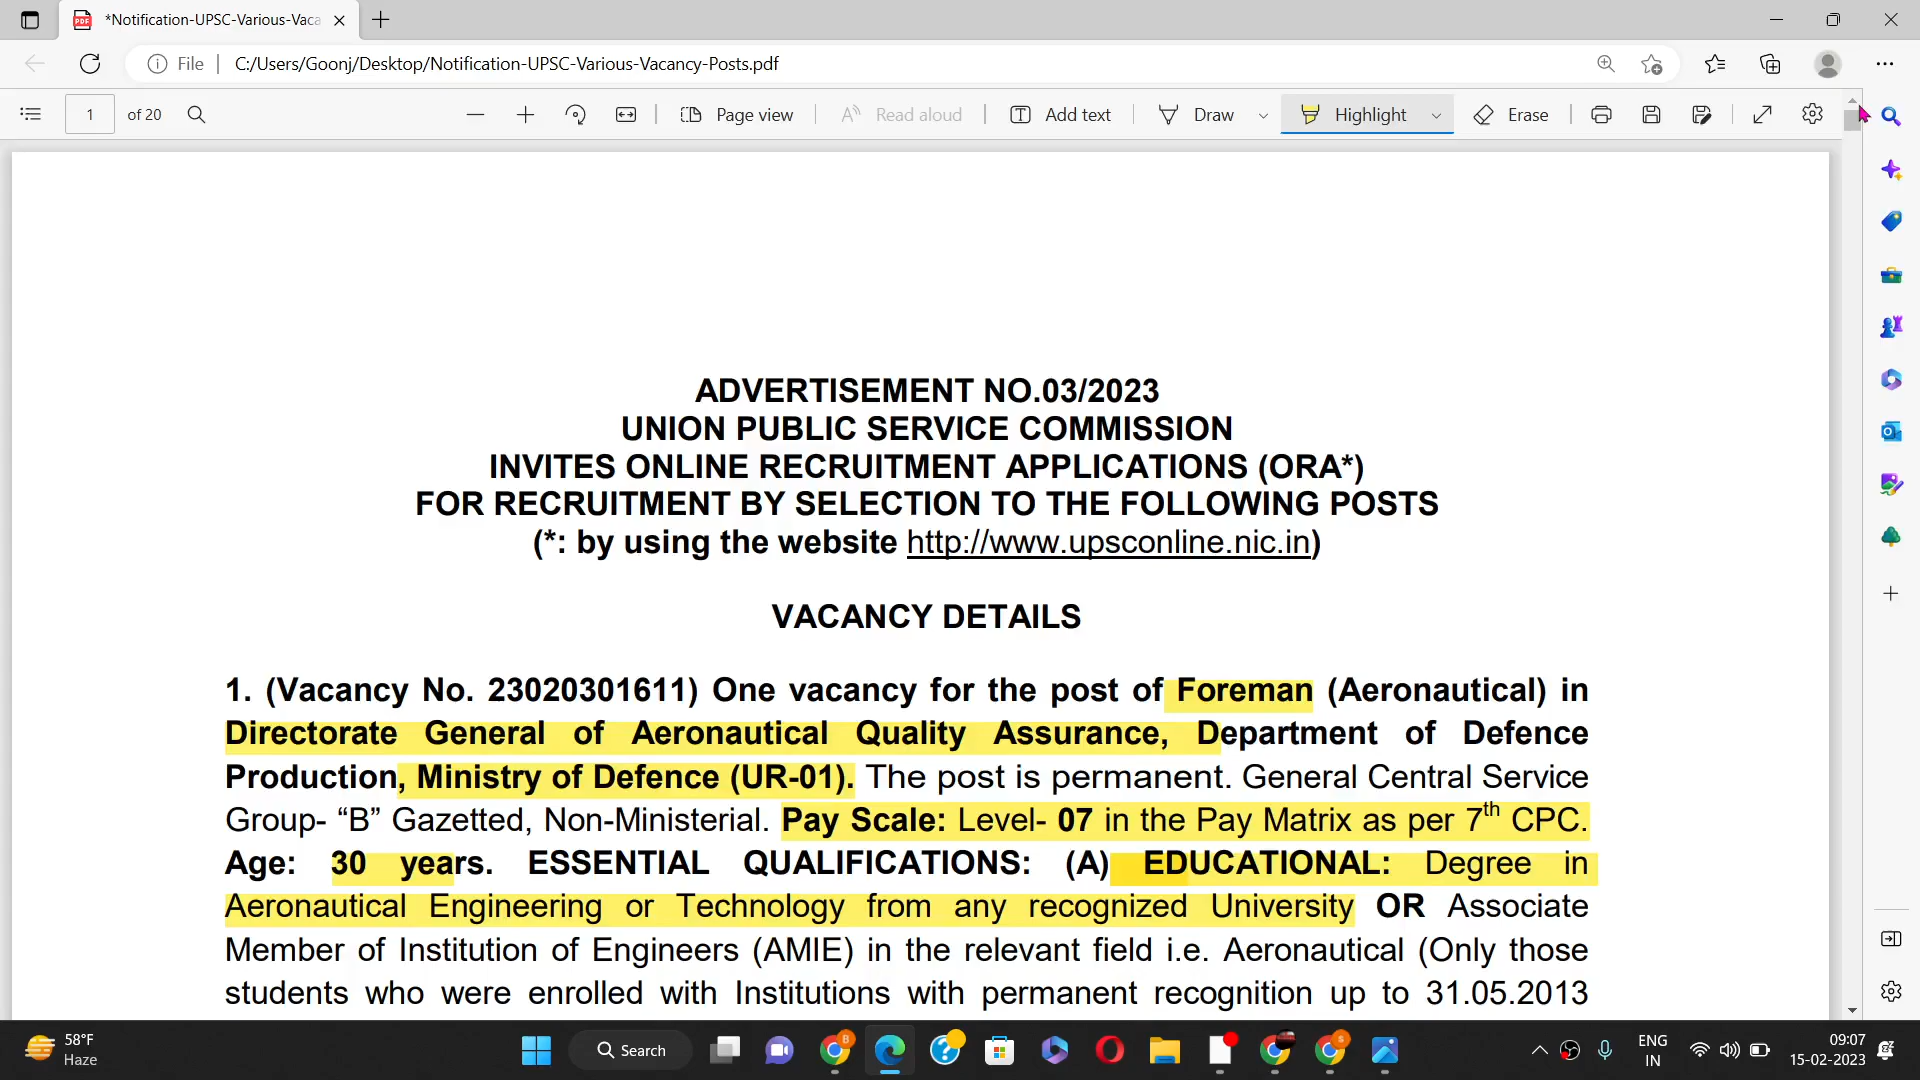 *Notification-UPSC-Various-Vaca
File
C:/Users/Goonj/Desktop/Notification-UPSC-Various-Vacancy-Posts.pdf
1 of 20
Page view
Read aloud
Add text
Draw
Highlight
Erase
ADVERTISEMENT NO.03/2023
UNION PUBLIC SERVICE COMMISSION
INVITES ONLINE RECRUITMENT APPLICATIONS (ORA*)
FOR RECRUITMENT BY SELECTION TO THE FOLLOWING POSTS
(*: by using the website http://www.upsconline.nic.in)
VACANCY DETAILS
1. (Vacancy No. 23020301611) One vacancy for the post of Foreman (Aeronautical) in
Directorate General of Aeronautical Quality Assurance, Department of Defence
Production, Ministry of Defence (UR-01). The post is permanent. General Central Service
Group- “B” Gazetted, Non-Ministerial. Pay Scale: Level- 07 in the Pay Matrix as per 7th CPC.
Age: 30 years. ESSENTIAL QUALIFICATIONS: (A) EDUCATIONAL: Degree in
Aeronautical Engineering or Technology from any recognized University OR Associate
Member of Institution of Engineers (AMIE) in the relevant field i.e. Aeronautical (Only those
students who were enrolled with Institutions with permanent recognition up to 31.05.2013
58°F
Haze
Search
ENG
IN
09:07
15-02-2023